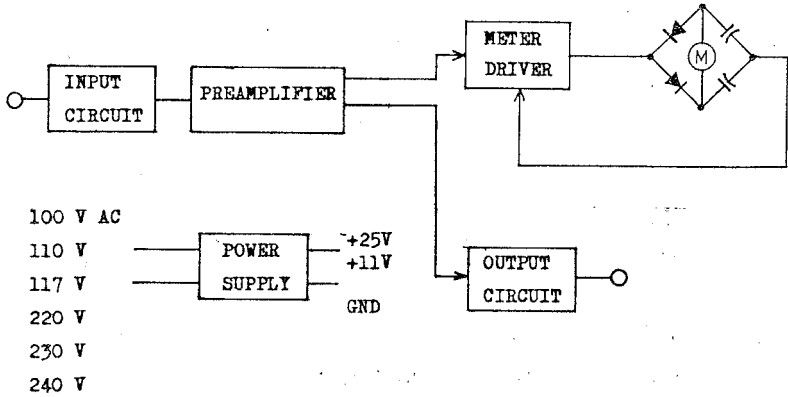 METER
DRIVER
M
INPUT
CIRCUIT
PREAMPLIFIER
100 V AC
110 V
117 V
220 V
230 V
240 V
POWER
SUPPLY
+25V
+11V
GND
OUTPUT
CIRCUIT